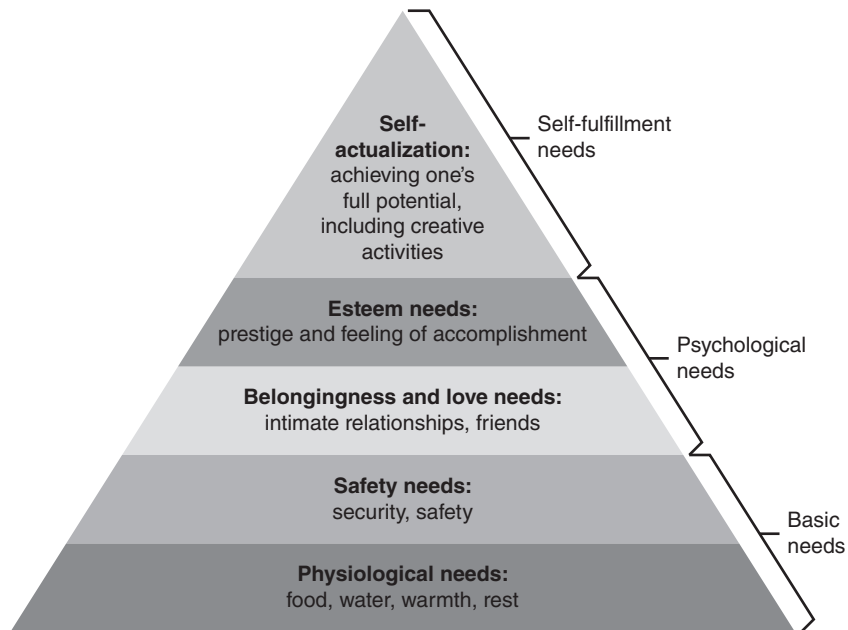 Self-
actualization:
achieving one's
full potential,
including creative
activities
Self-fulfillment
needs
Esteem needs:
prestige and feeling of accomplishment
Psychological
needs
Belongingness and love needs:
intimate relationships, friends
Safety needs:
security, safety
Basic
needs
Physiological needs:
food, water, warmth, rest